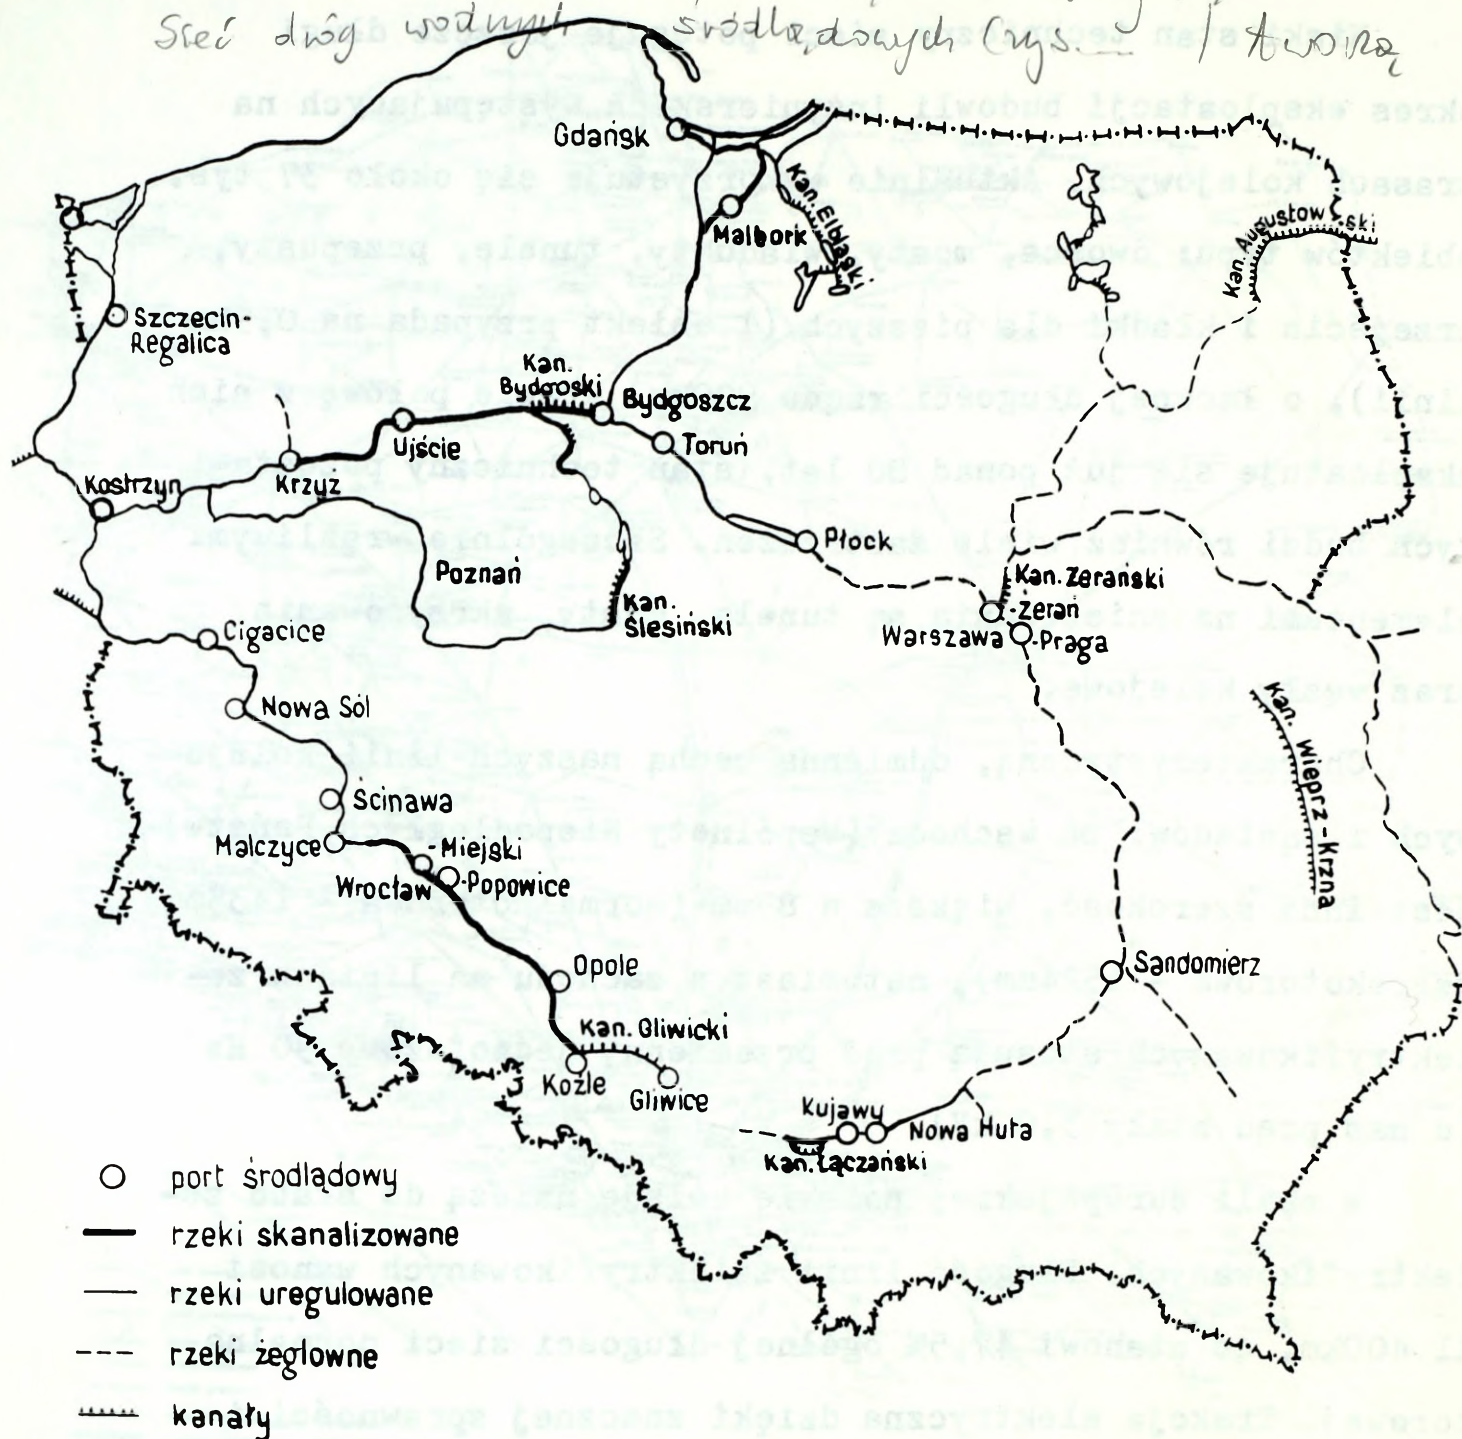 Sieć dróg wodnych śródlądowych (rys. / tworzą
Gdańsk
Kan. Elbląski
Malbork
Kan. Augustowski
Szczecin-
Regalica
Kan.
Bydgoski
Bydgoszcz
Ujście
Toruń
Krzyż
Kostrzyn
Płock
Poznań
Kan. Żerański
Kan.
Ślesiński
-Żerań
Warszawa
-Praga
Cigacice
Nowa Sól
Kan. Wieprz-Krzna
Ścinawa
Malczyce
-Miejski
Wrocław
-Popowice
Opole
Sandomierz
Kan. Gliwicki
Koźle
Gliwice
Kujawy
Nowa Huta
Kan. Łączański
port środlądowy
rzeki skanalizowane
rzeki uregulowane
rzeki żeglowne
kanały